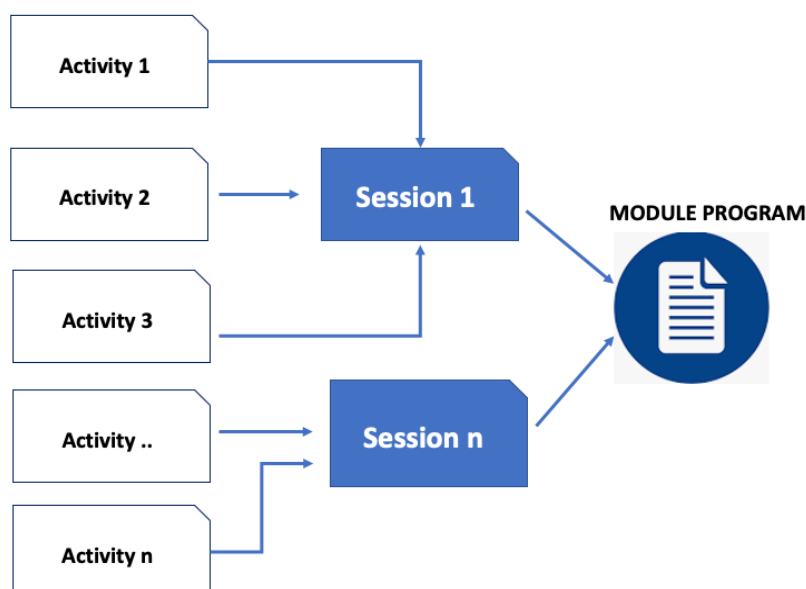 Activity 1
Activity 2
Session 1
MODULE PROGRAM
Activity 3
Activity ..
Session n
Activity n